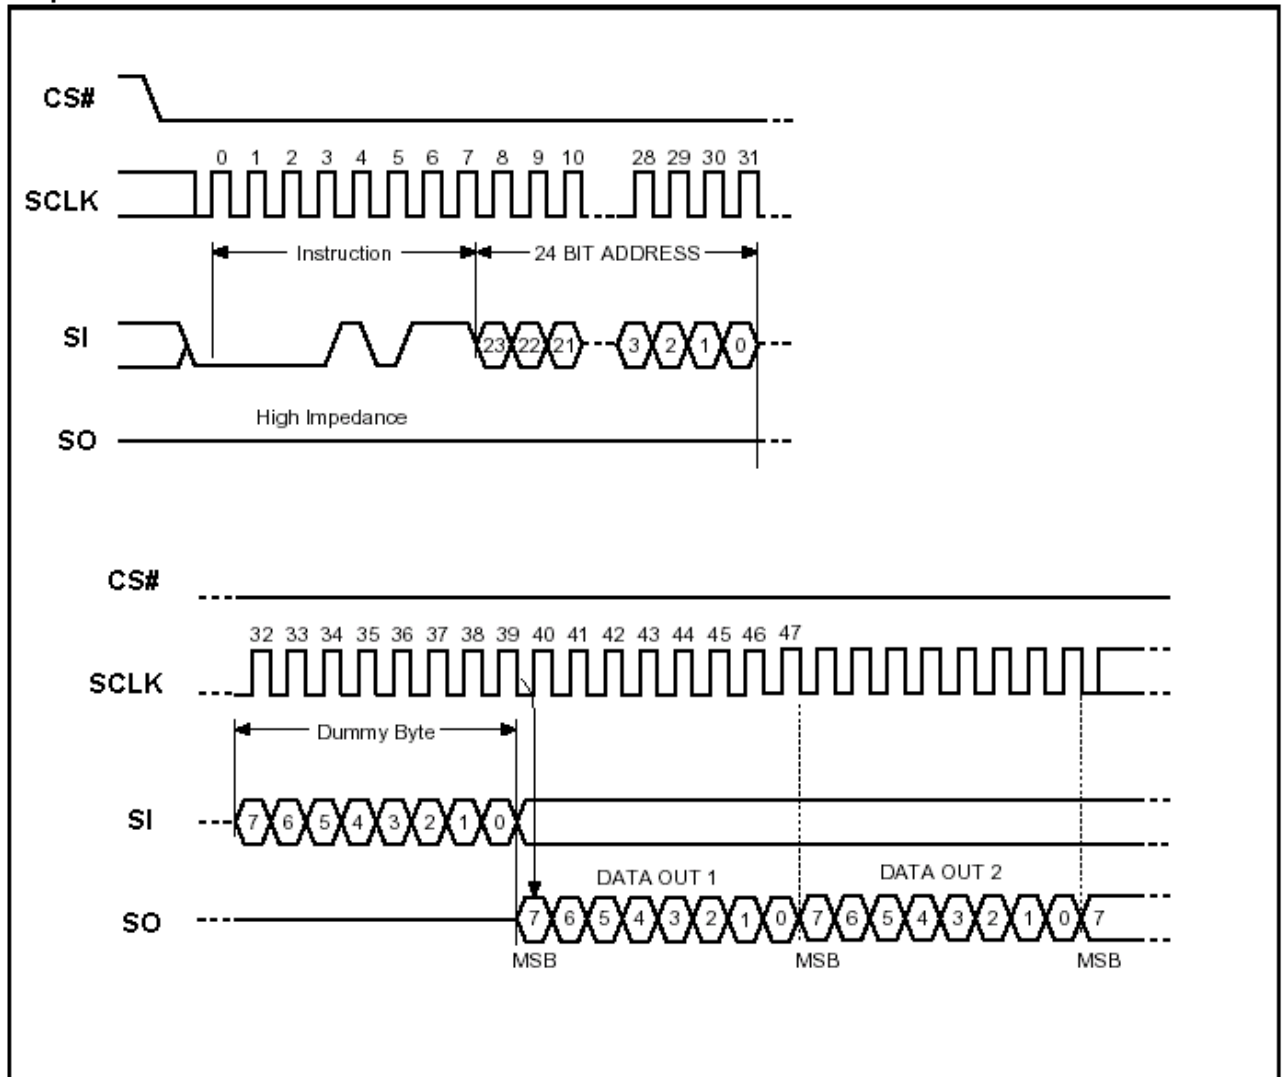 CS#
0 1 2 3 4 5 6 7 8 9 10 28 29 30 31
SCLK
Instruction 24 BIT ADDRESS
SI 23 22 21 3 2 1 0
High Impedance
SO
CS#
32 33 34 35 36 37 38 39 40 41 42 43 44 45 46 47
SCLK
Dummy Byte
SI 7 6 5 4 3 2 1 0
DATA OUT 1 DATA OUT 2
SO 7 6 5 4 3 2 1 0 7 6 5 4 3 2 1 0 7
MSB MSB MSB